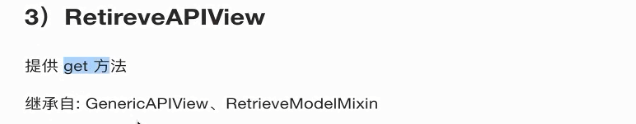 3）RetireveAPIView
提供 get 方法
继承自: GenericAPIView、RetrieveModelMixin